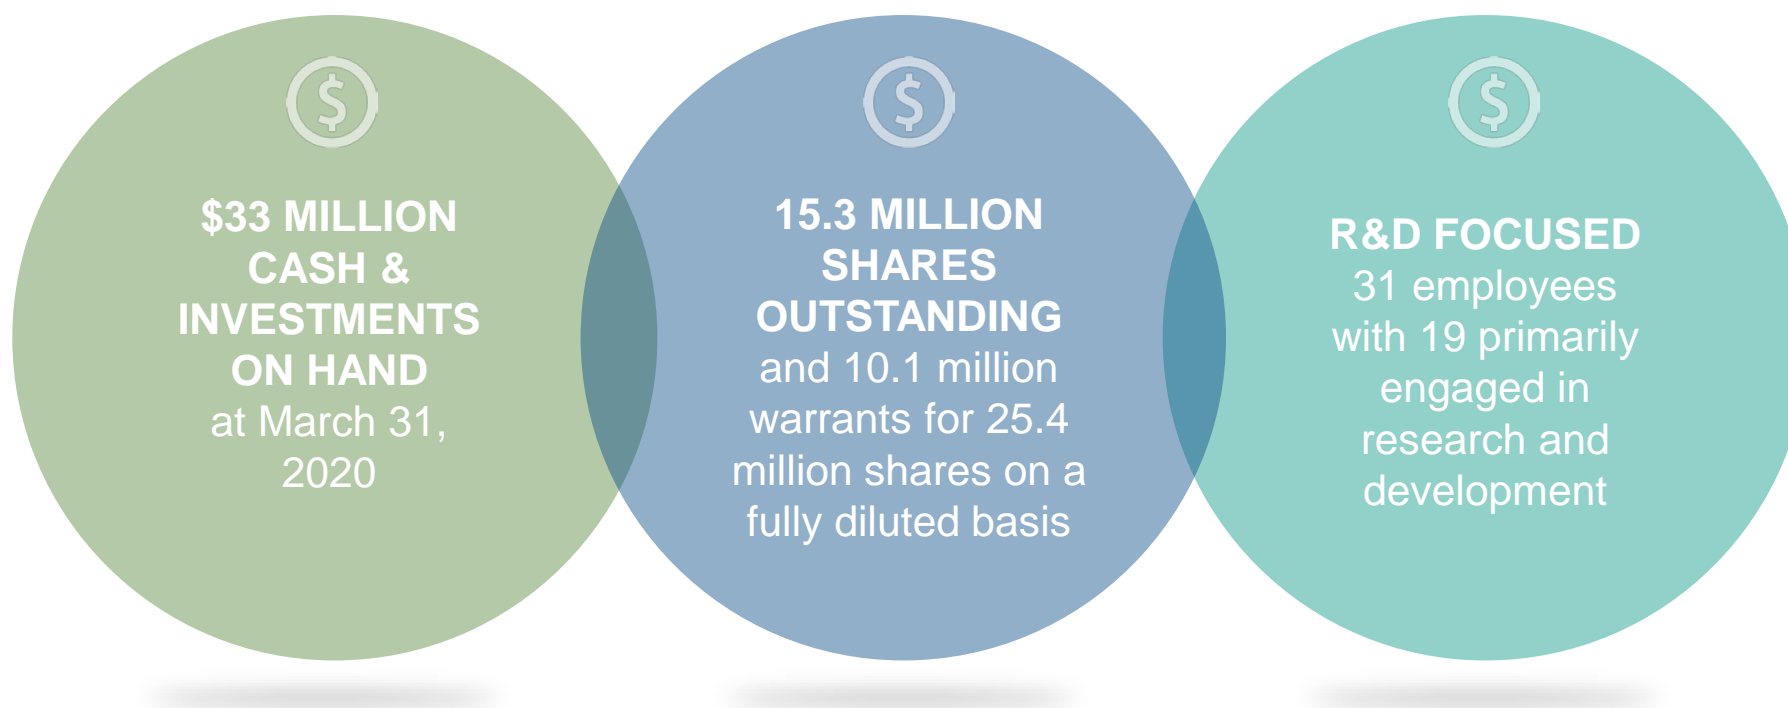 $33 MILLION
CASH &
INVESTMENTS
ON HAND
at March 31,
2020
15.3 MILLION
SHARES
OUTSTANDING
and 10.1 million
warrants for 25.4
million shares on a
fully diluted basis
R&D FOCUSED
31 employees
with 19 primarily
engaged in
research and
development